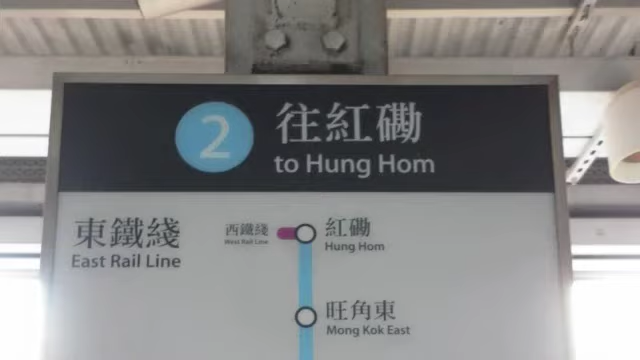 2
往紅磡
to Hung Hom
東鐵綫
East Rail Line
西鐵綫
West Rail Line
紅磡
Hung Hom
旺角東
Mong Kok East